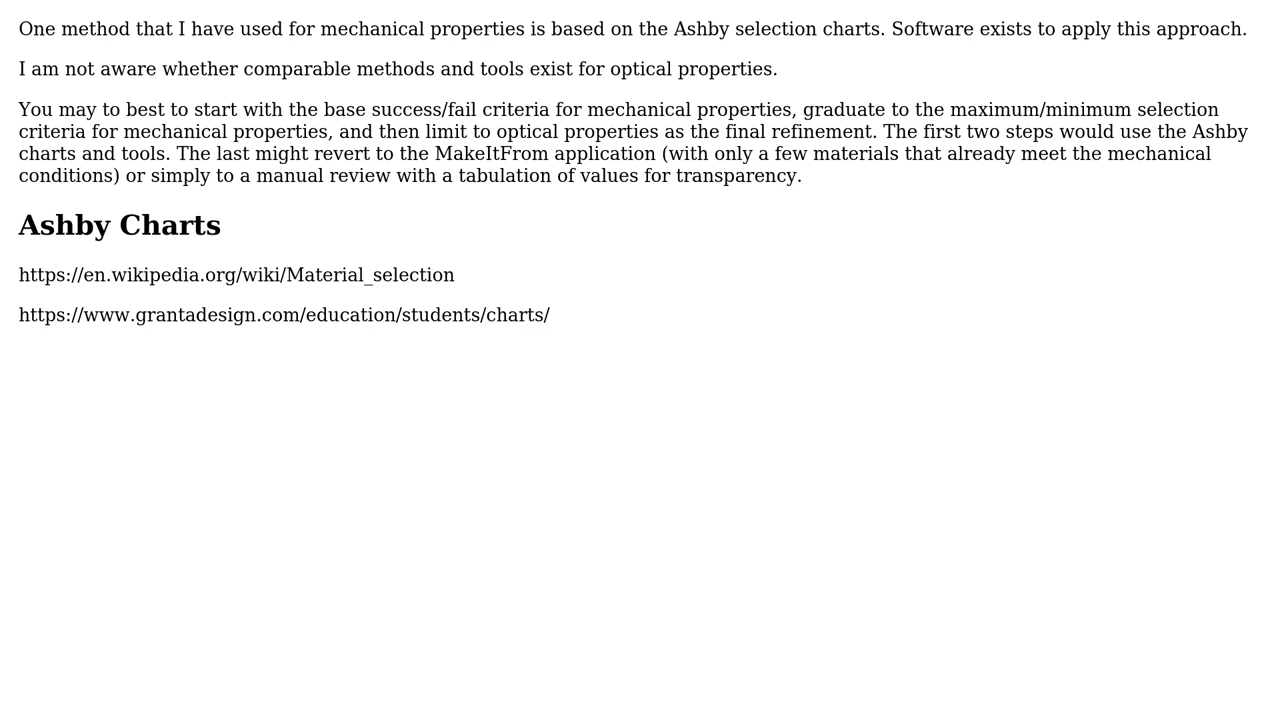 One method that I have used for mechanical properties is based on the Ashby selection charts. Software exists to apply this approach.
I am not aware whether comparable methods and tools exist for optical properties.
You may to best to start with the base success/fail criteria for mechanical properties, graduate to the maximum/minimum selection
criteria for mechanical properties, and then limit to optical properties as the final refinement. The first two steps would use the Ashby
charts and tools. The last might revert to the MakeItFrom application (with only a few materials that already meet the mechanical
conditions) or simply to a manual review with a tabulation of values for transparency.
Ashby Charts
https://en.wikipedia.org/wiki/Material_selection
https://www.grantadesign.com/education/students/charts/